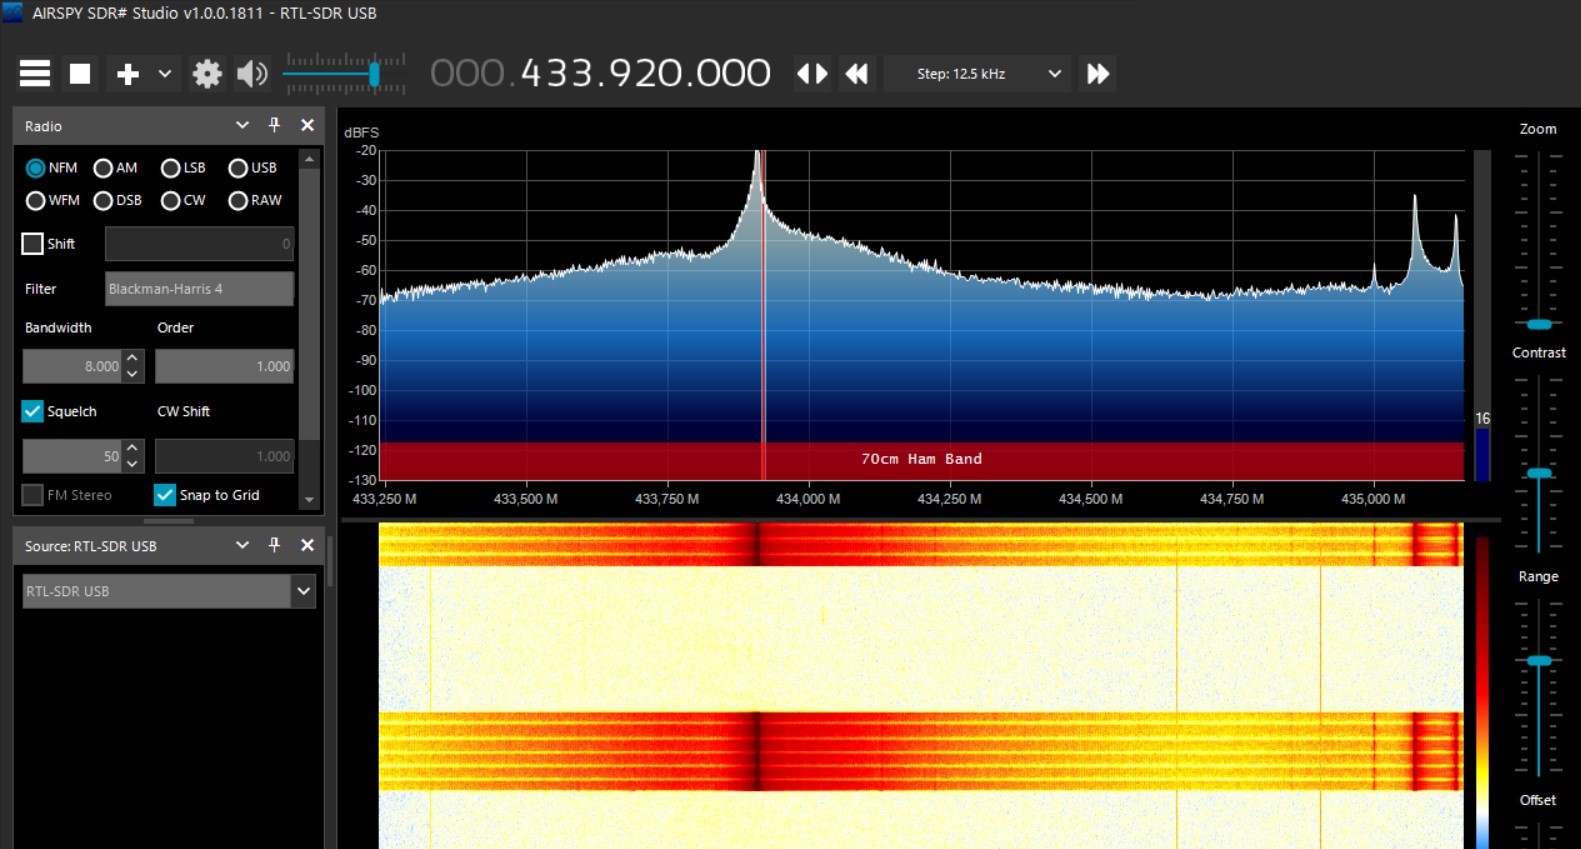 AIRSPY SDR# Studio v1.0.0.1811 - RTL-SDR USB
000.433.920.000
Step: 12.5 kHz
Radio
NFM AM LSB USB
WFM DSB CW RAW
Shift 0
Filter Blackman-Harris 4
Bandwidth Order
8.000 1.000
Squelch CW Shift
50 1.000
FM Stereo Snap to Grid
Source: RTL-SDR USB
RTL-SDR USB
dBFS
-20
-30
-40
-50
-60
-70
-80
-90
-100
-110
-120
-130
70cm Ham Band
433,250 M 433,500 M 433,750 M 434,000 M 434,250 M 434,500 M 434,750 M 435,000 M
16
Zoom
Contrast
Range
Offset